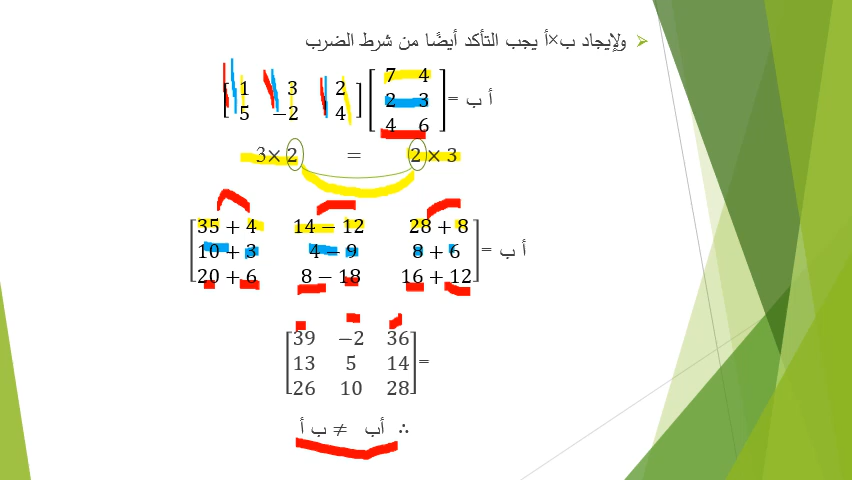 ولإيجاد ب×أ يجب التأكد أيضًا من شرط الضرب
أ ب = [7 4] [1 3 2]
[2 3] [5 −2 4]
[4 6]
3 × 2 = 2 × 3
أ ب = [35 + 4 14 − 12 28 + 8]
[10 + 3 4 − 9 8 + 6]
[20 + 6 8 − 18 16 + 12]
= [39 −2 36]
[13 5 14]
[26 10 28]
∴ أب ≠ ب أ